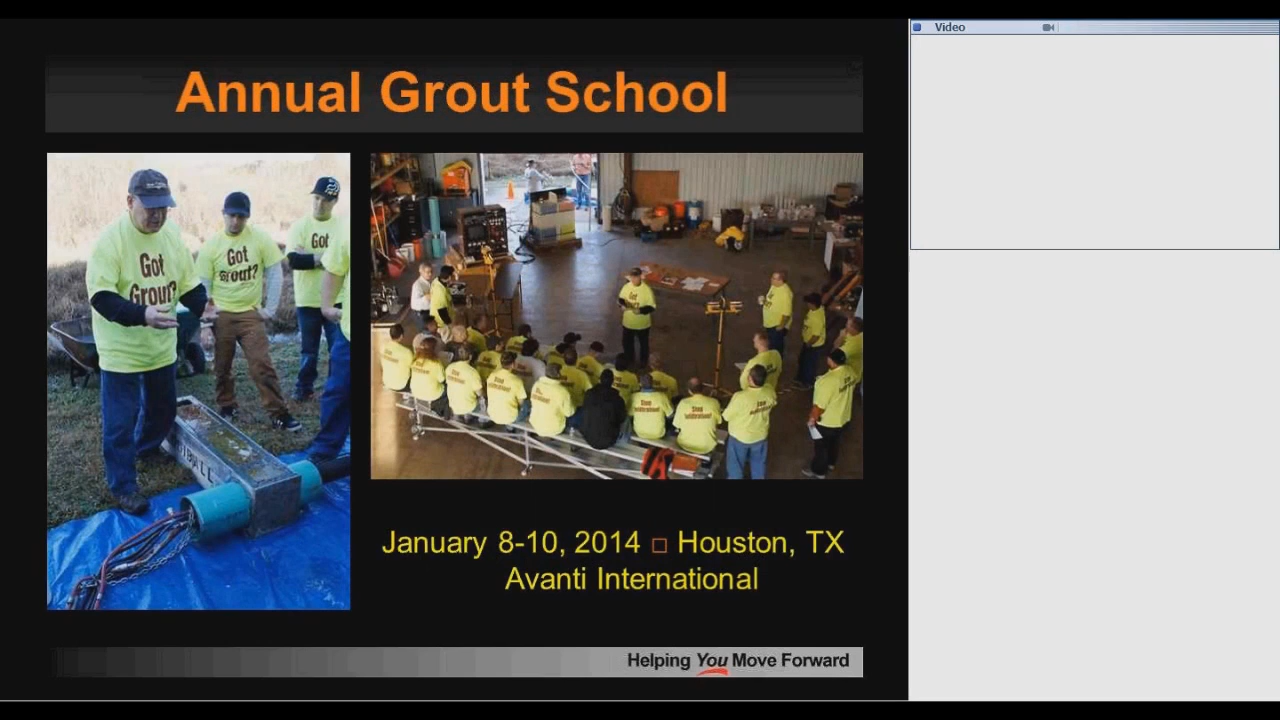 Video
Annual Grout School
Got
Grout?
Got
Grout?
Got
January 8-10, 2014 □ Houston, TX
Avanti International
Helping You Move Forward